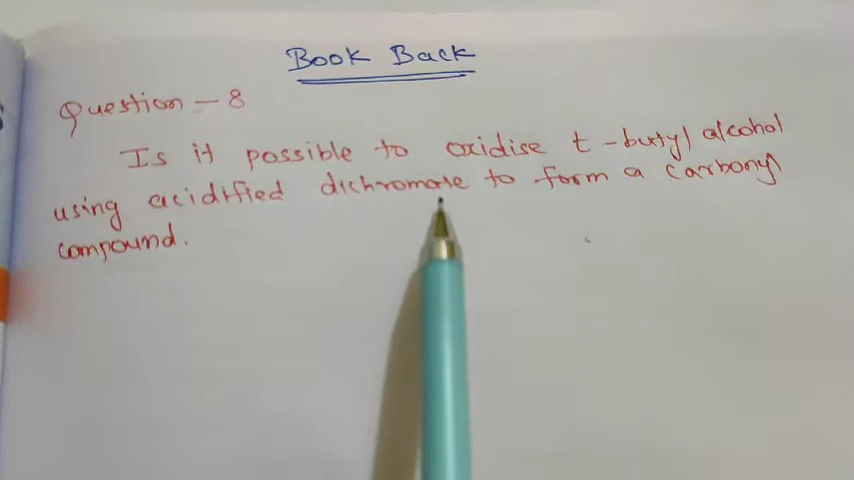 Book Back
Question - 8
Is it possible to oxidise t-butyl alcohol
using acidified dichromate to form a carbonyl
compound.